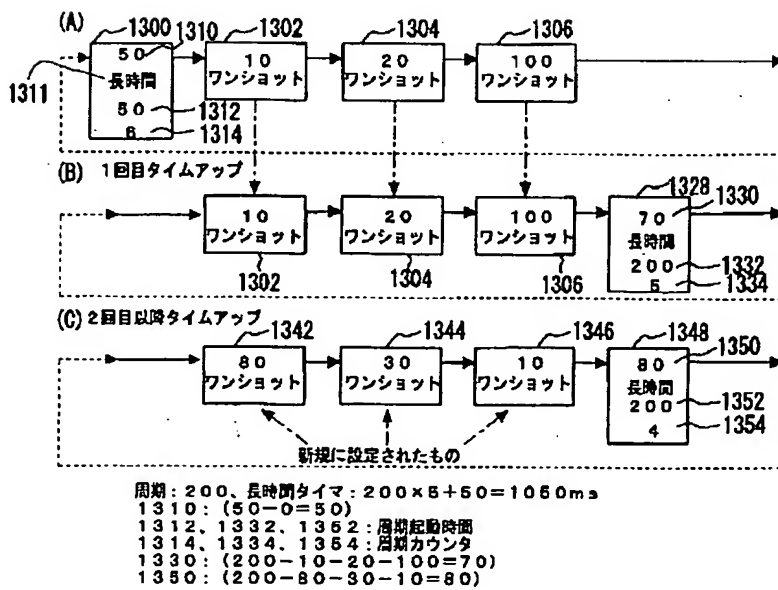 (A)
1300 1310 1302 1304 1306
50
長時間
50
6
1311
1312
1314
10
ワンショット
20
ワンショット
100
ワンショット
(B) 1回目タイムアップ
1328 1330
10
ワンショット
20
ワンショット
100
ワンショット
70
長時間
200
5
1302 1304 1306
1332
1334
(C) 2回目以降タイムアップ
1342 1344 1346 1348
1350
80
ワンショット
30
ワンショット
10
ワンショット
80
長時間
200
4
1352
1354
新規に設定されたもの
周期:200、長時間タイマ:200×5+50=1050ms
1310:(50-0=50)
1312、1332、1352:周期起動時間
1314、1334、1354:周期カウンタ
1330:(200-10-20-100=70)
1350:(200-80-30-10=80)